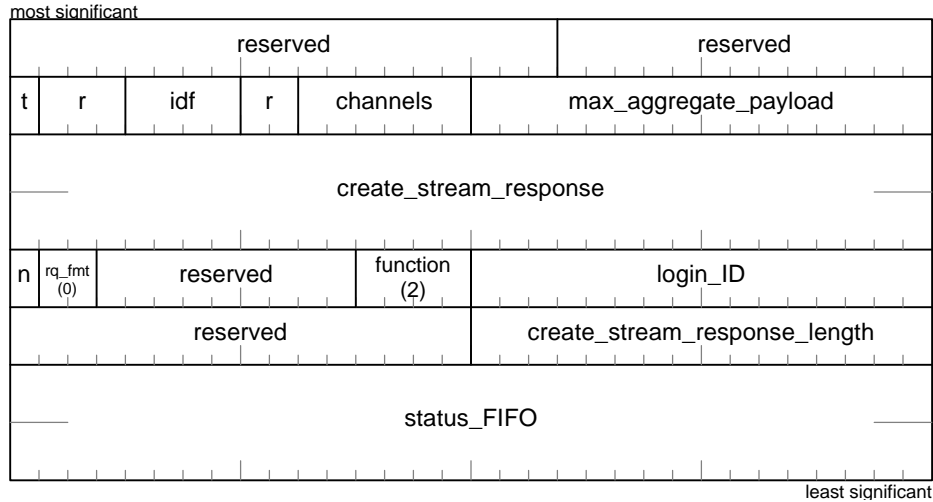 most significant
reserved reserved
t r idf r channels max_aggregate_payload
create_stream_response
n rq_fmt (0) reserved function (2) login_ID
reserved create_stream_response_length
status_FIFO
least significant